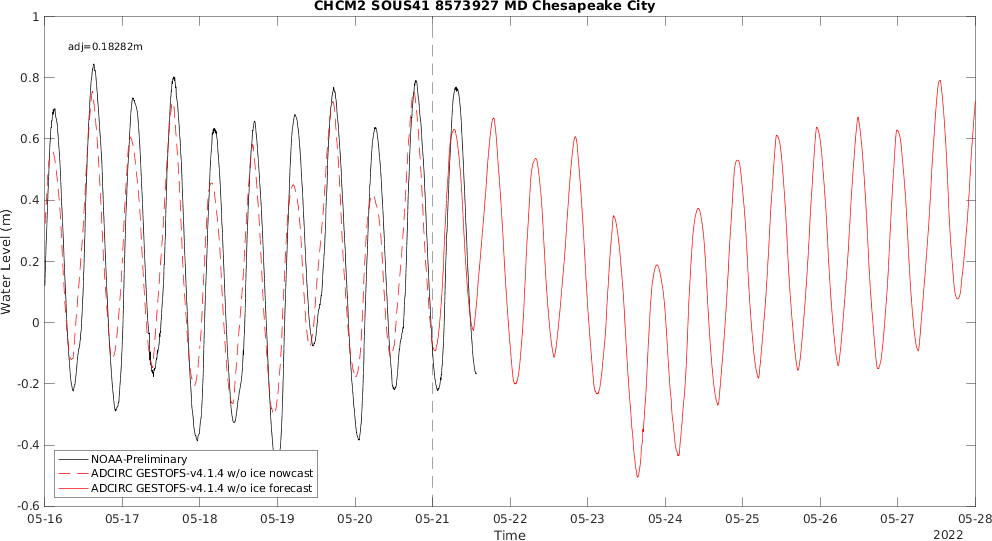 CHCM2 SOUS41 8573927 MD Chesapeake City
adj=0.18282m
Water Level (m)
1
0.8
0.6
0.4
0.2
0
-0.2
-0.4
-0.6
NOAA-Preliminary
ADCIRC GESTOFS-v4.1.4 w/o ice nowcast
ADCIRC GESTOFS-v4.1.4 w/o ice forecast
05-16 05-17 05-18 05-19 05-20 05-21 05-22 05-23 05-24 05-25 05-26 05-27 05-28
Time
2022